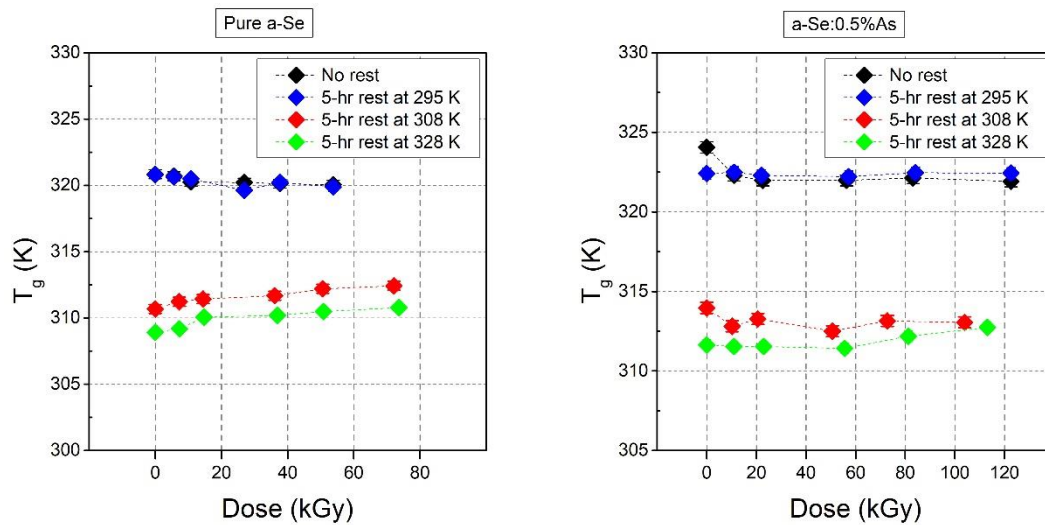 Pure a-Se
No rest
5-hr rest at 295 K
5-hr rest at 308 K
5-hr rest at 328 K
330
325
320
315
310
305
300
Tg (K)
0 20 40 60 80
Dose (kGy)
a-Se:0.5%As
No rest
5-hr rest at 295 K
5-hr rest at 308 K
5-hr rest at 328 K
330
325
320
315
310
305
Tg (K)
0 20 40 60 80 100 120
Dose (kGy)